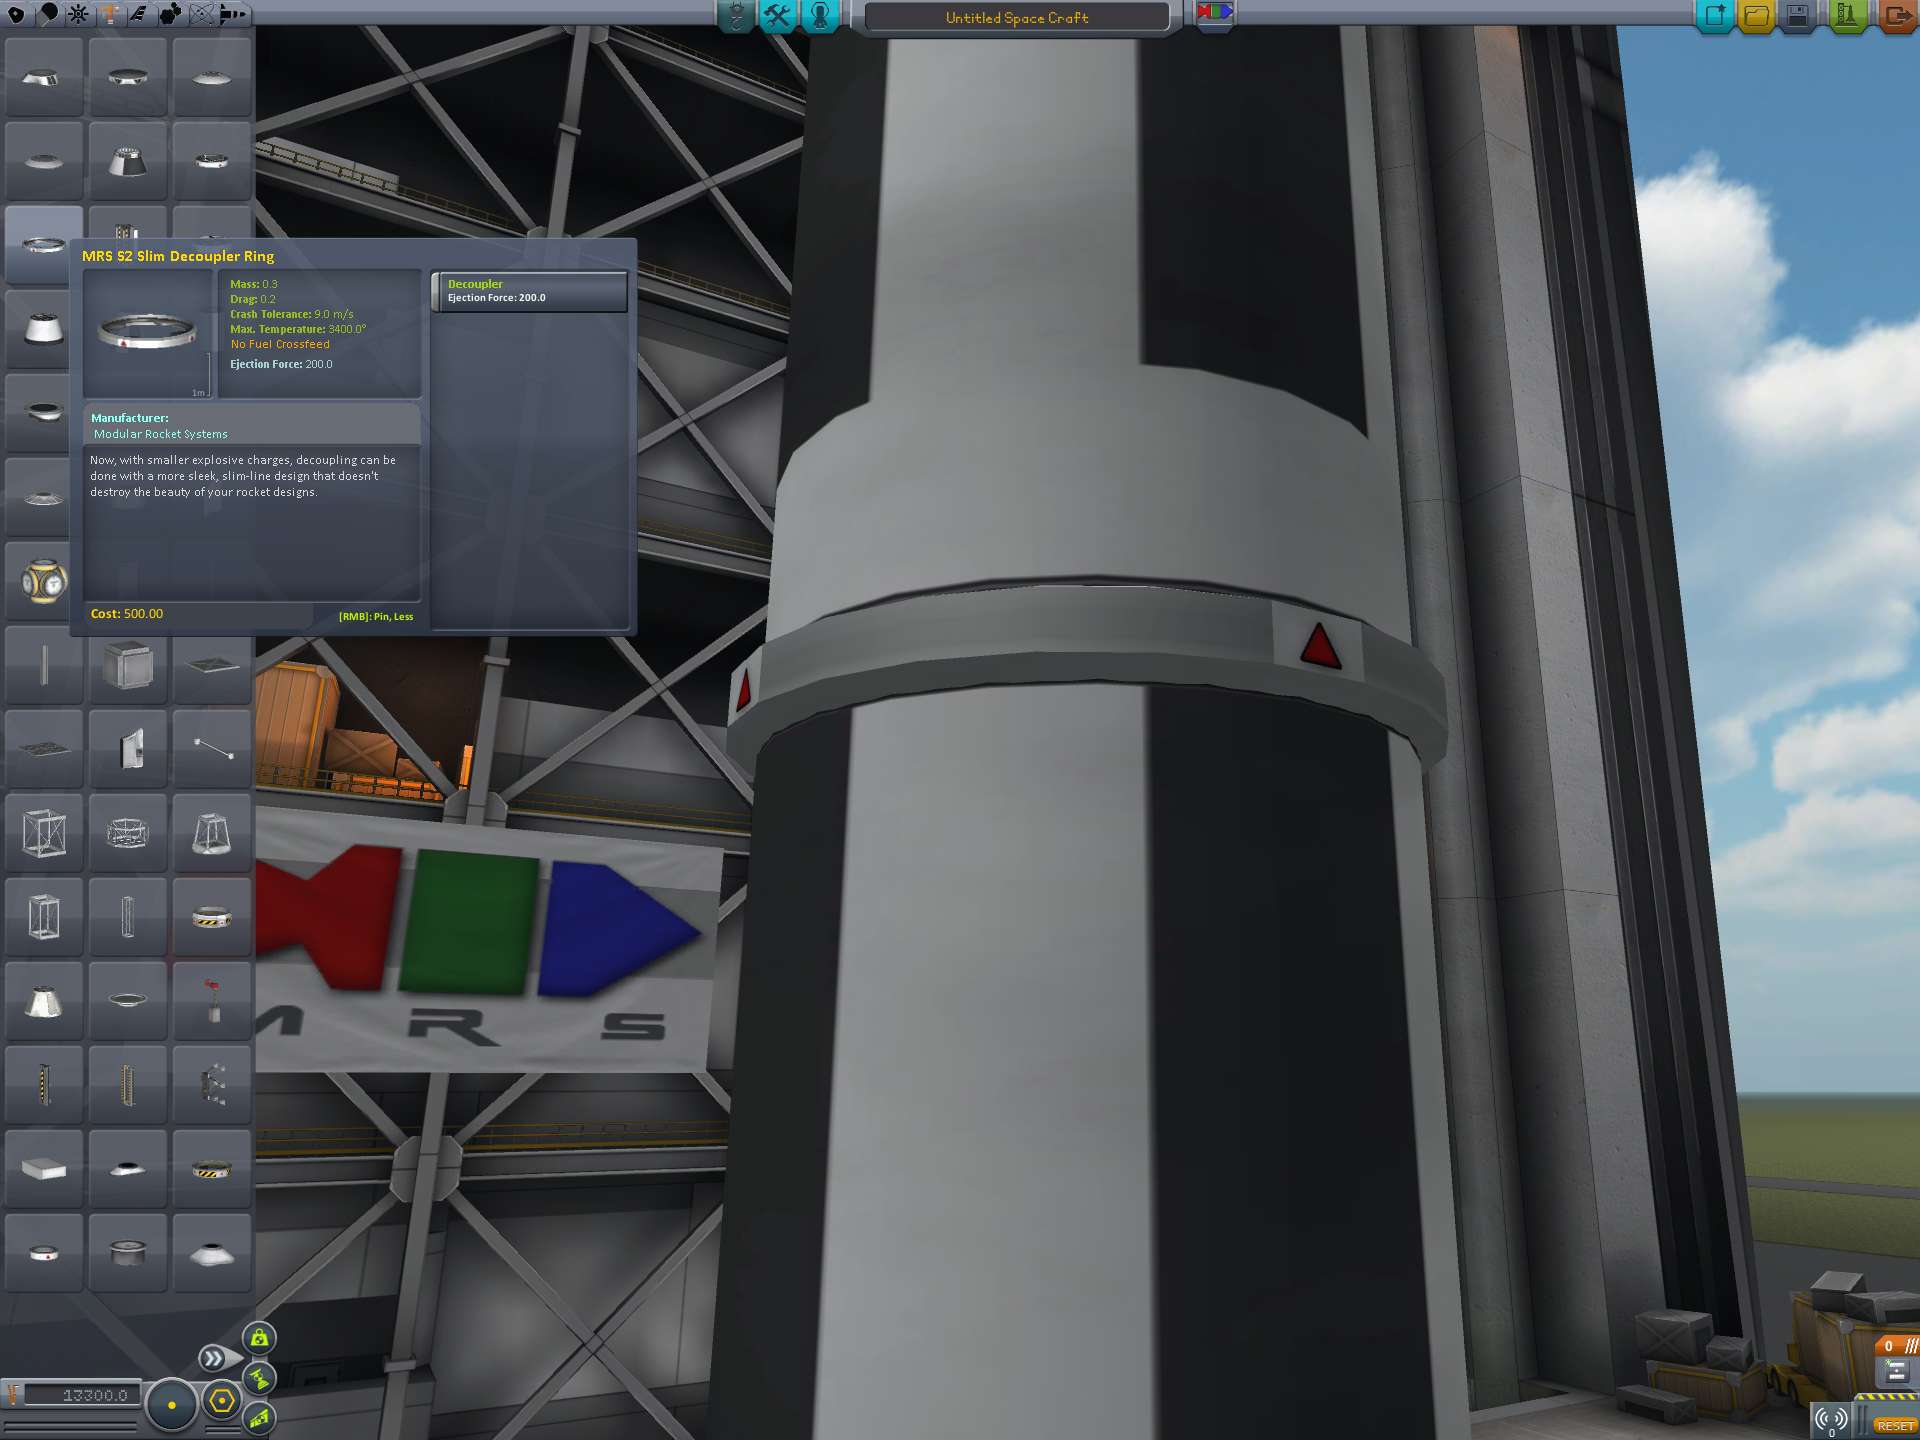 Untitled Space Craft
MRS S2 Slim Decoupler Ring
Mass: 0.3
Drag: 0.2
Crash Tolerance: 9.0 m/s
Max. Temperature: 3400.0°
No Fuel Crossfeed
Ejection Force: 200.0
1m
Decoupler
Ejection Force: 200.0
Manufacturer:
Modular Rocket Systems
Now, with smaller explosive charges, decoupling can be
done with a more sleek, slim-line design that doesn't
destroy the beauty of your rocket designs.
Cost: 500.00
[RMB]: Pin, Less
M R S
13300.0
0
0
RESET